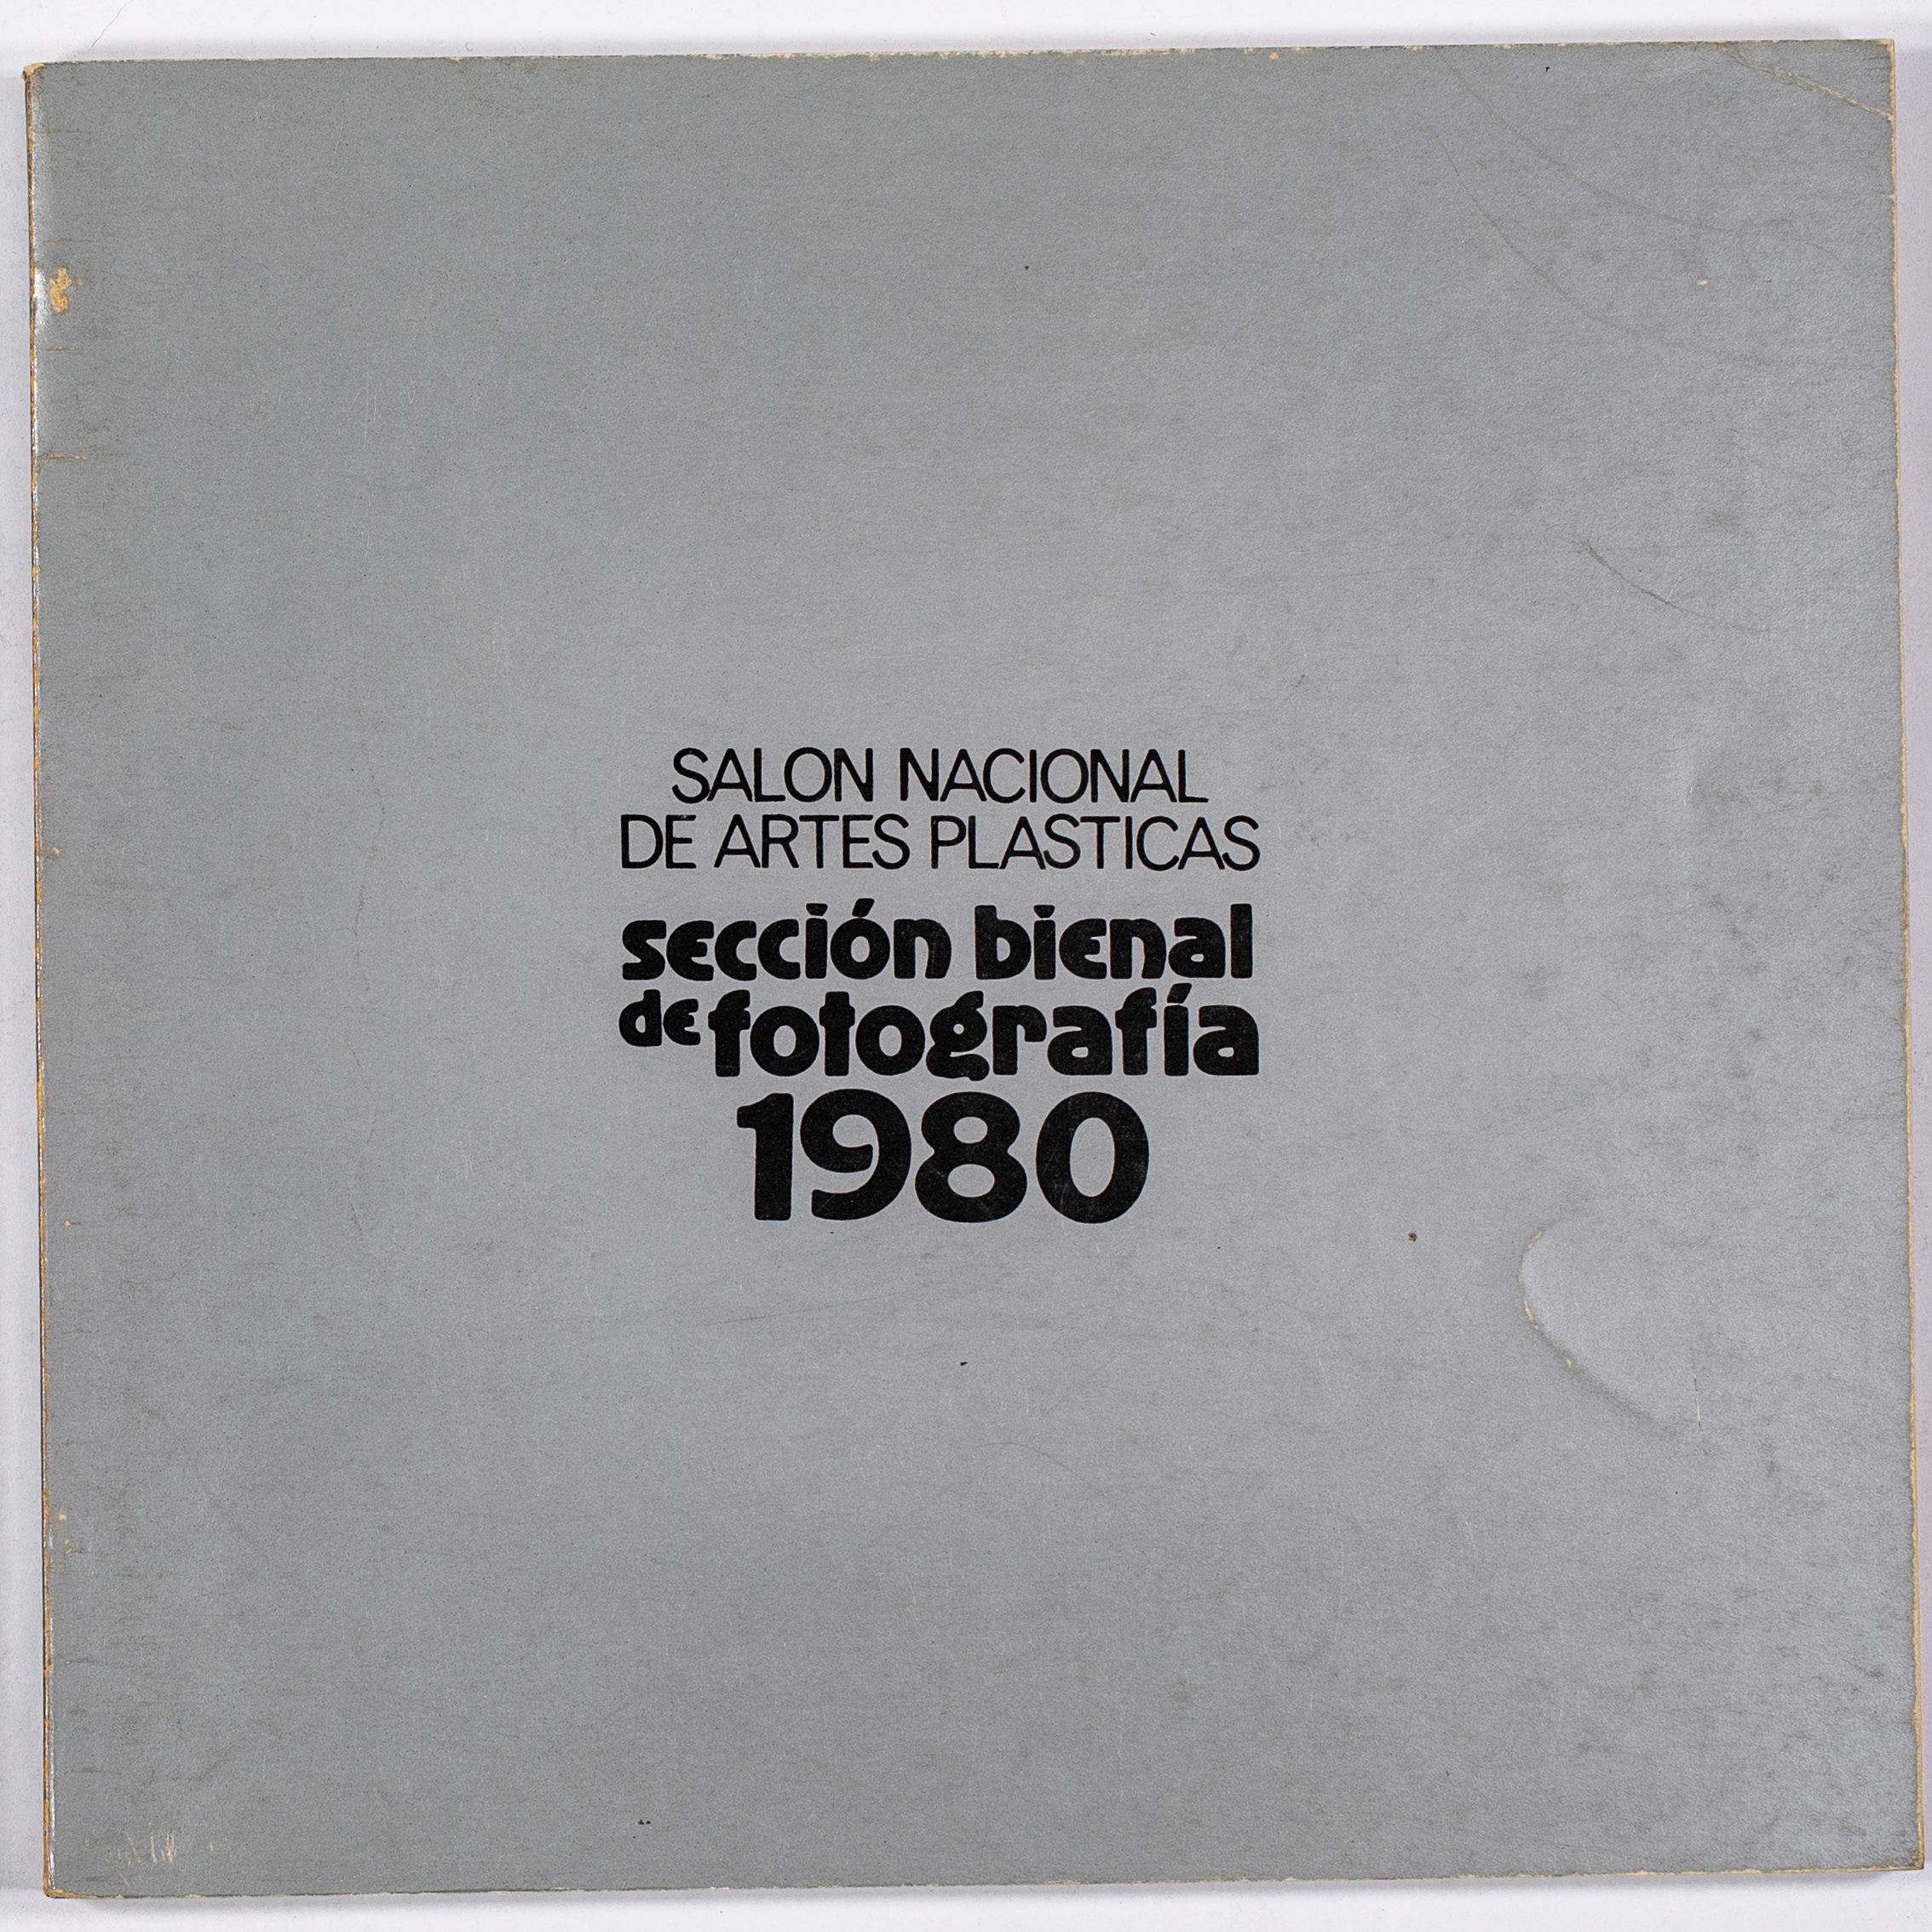 SALON NACIONAL
DE ARTES PLASTICAS
sección bienal
de fotografía
1980